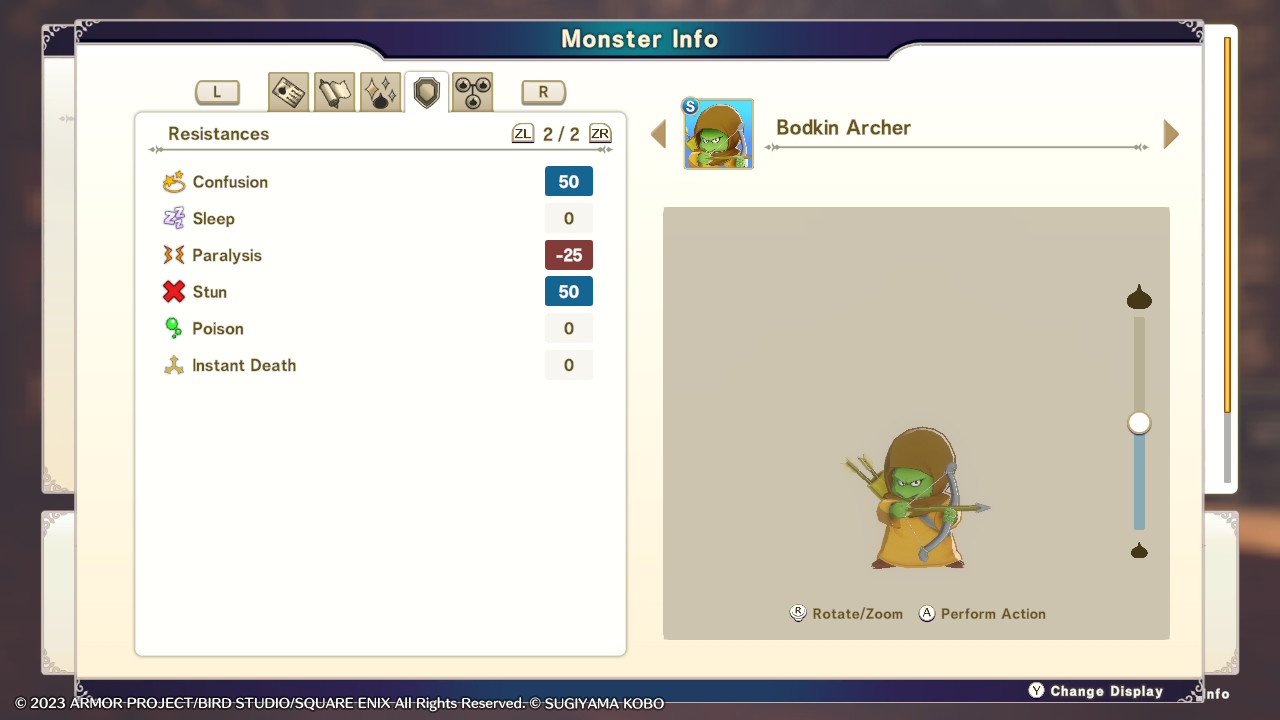 Monster Info
L
R
Resistances
ZL 2 / 2 ZR
Confusion 50
Sleep 0
Paralysis -25
Stun 50
Poison 0
Instant Death 0
S
Bodkin Archer
R Rotate/Zoom A Perform Action
Y Change Display
nfo
© 2023 ARMOR PROJECT/BIRD STUDIO/SQUARE ENIX All Rights Reserved. © SUGIYAMA KOBO